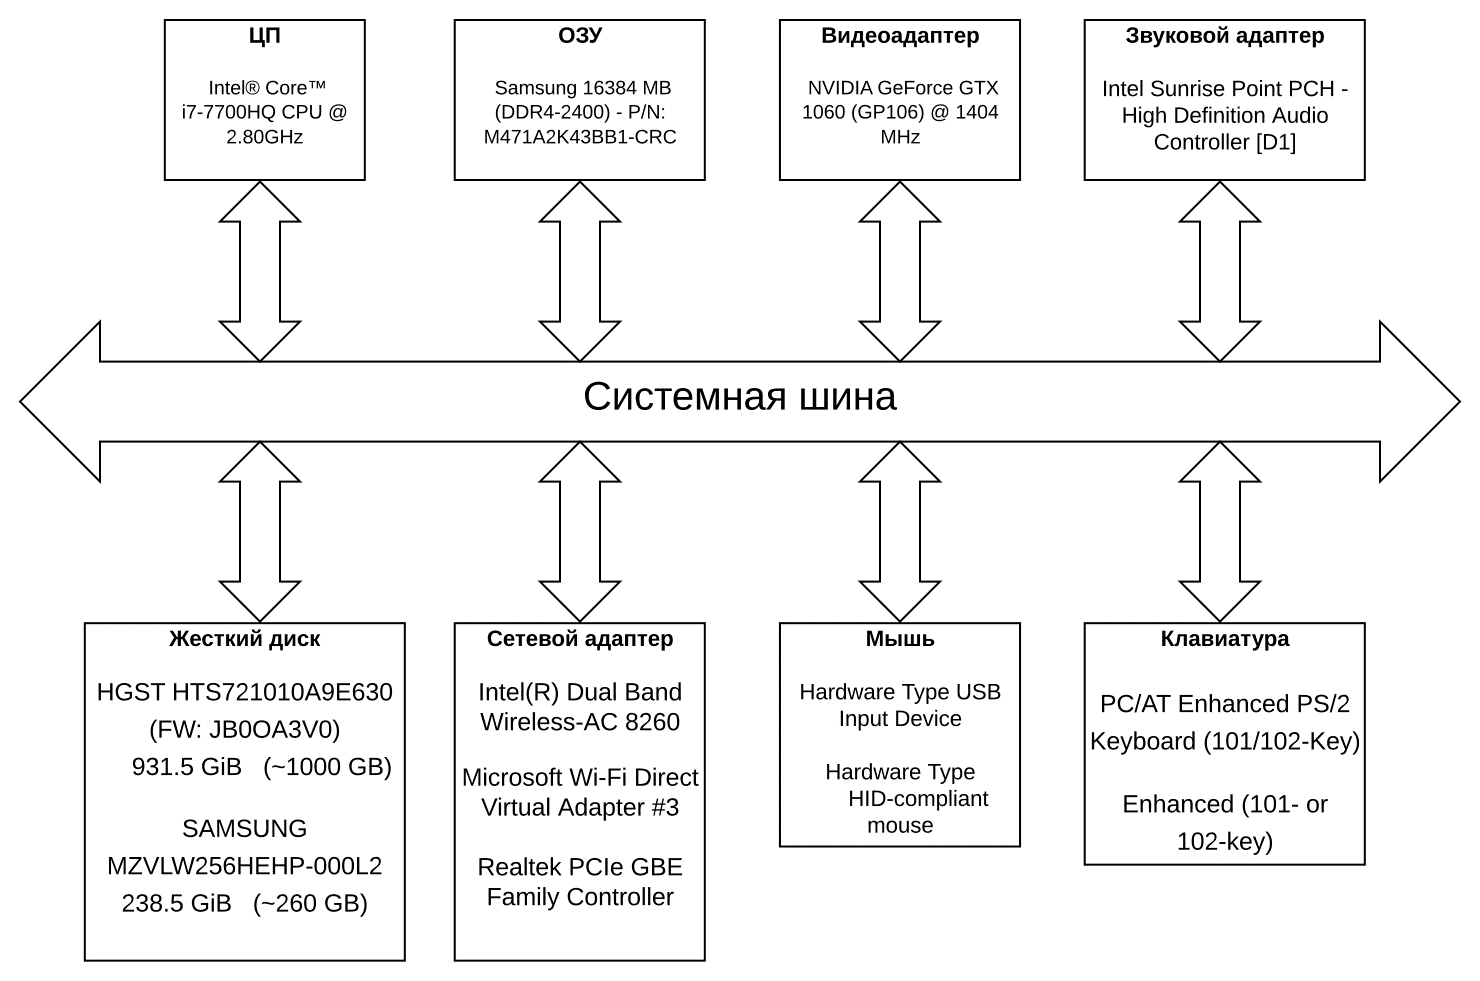 ЦП
Intel® Core™
i7-7700HQ CPU @
2.80GHz
ОЗУ
Samsung 16384 MB
(DDR4-2400) - P/N:
M471A2K43BB1-CRC
Видеоадаптер
NVIDIA GeForce GTX
1060 (GP106) @ 1404
MHz
Звуковой адаптер
Intel Sunrise Point PCH -
High Definition Audio
Controller [D1]
Системная шина
Жесткий диск
HGST HTS721010A9E630
(FW: JB0OA3V0)
931.5 GiB (~1000 GB)
SAMSUNG
MZVLW256HEHP-000L2
238.5 GiB (~260 GB)
Сетевой адаптер
Intel(R) Dual Band
Wireless-AC 8260
Microsoft Wi-Fi Direct
Virtual Adapter #3
Realtek PCIe GBE
Family Controller
Мышь
Hardware Type USB
Input Device
Hardware Type
HID-compliant
mouse
Клавиатура
PC/AT Enhanced PS/2
Keyboard (101/102-Key)
Enhanced (101- or
102-key)